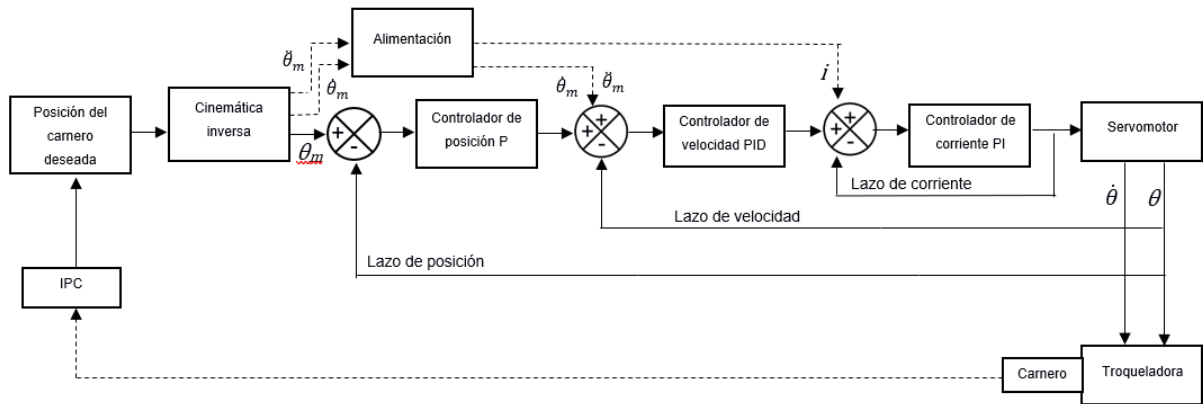 Alimentación
θ̈m
θ̇m
θ̇m
θ̈m
i
Posición del
carnero
deseada
Cinemática
inversa
θm
+
-
Controlador de
posición P
+
+
-
Controlador de
velocidad PID
+
+
-
Controlador de
corriente PI
Servomotor
Lazo de corriente
Lazo de velocidad
Lazo de posición
θ̇
θ
IPC
Carnero
Troqueladora